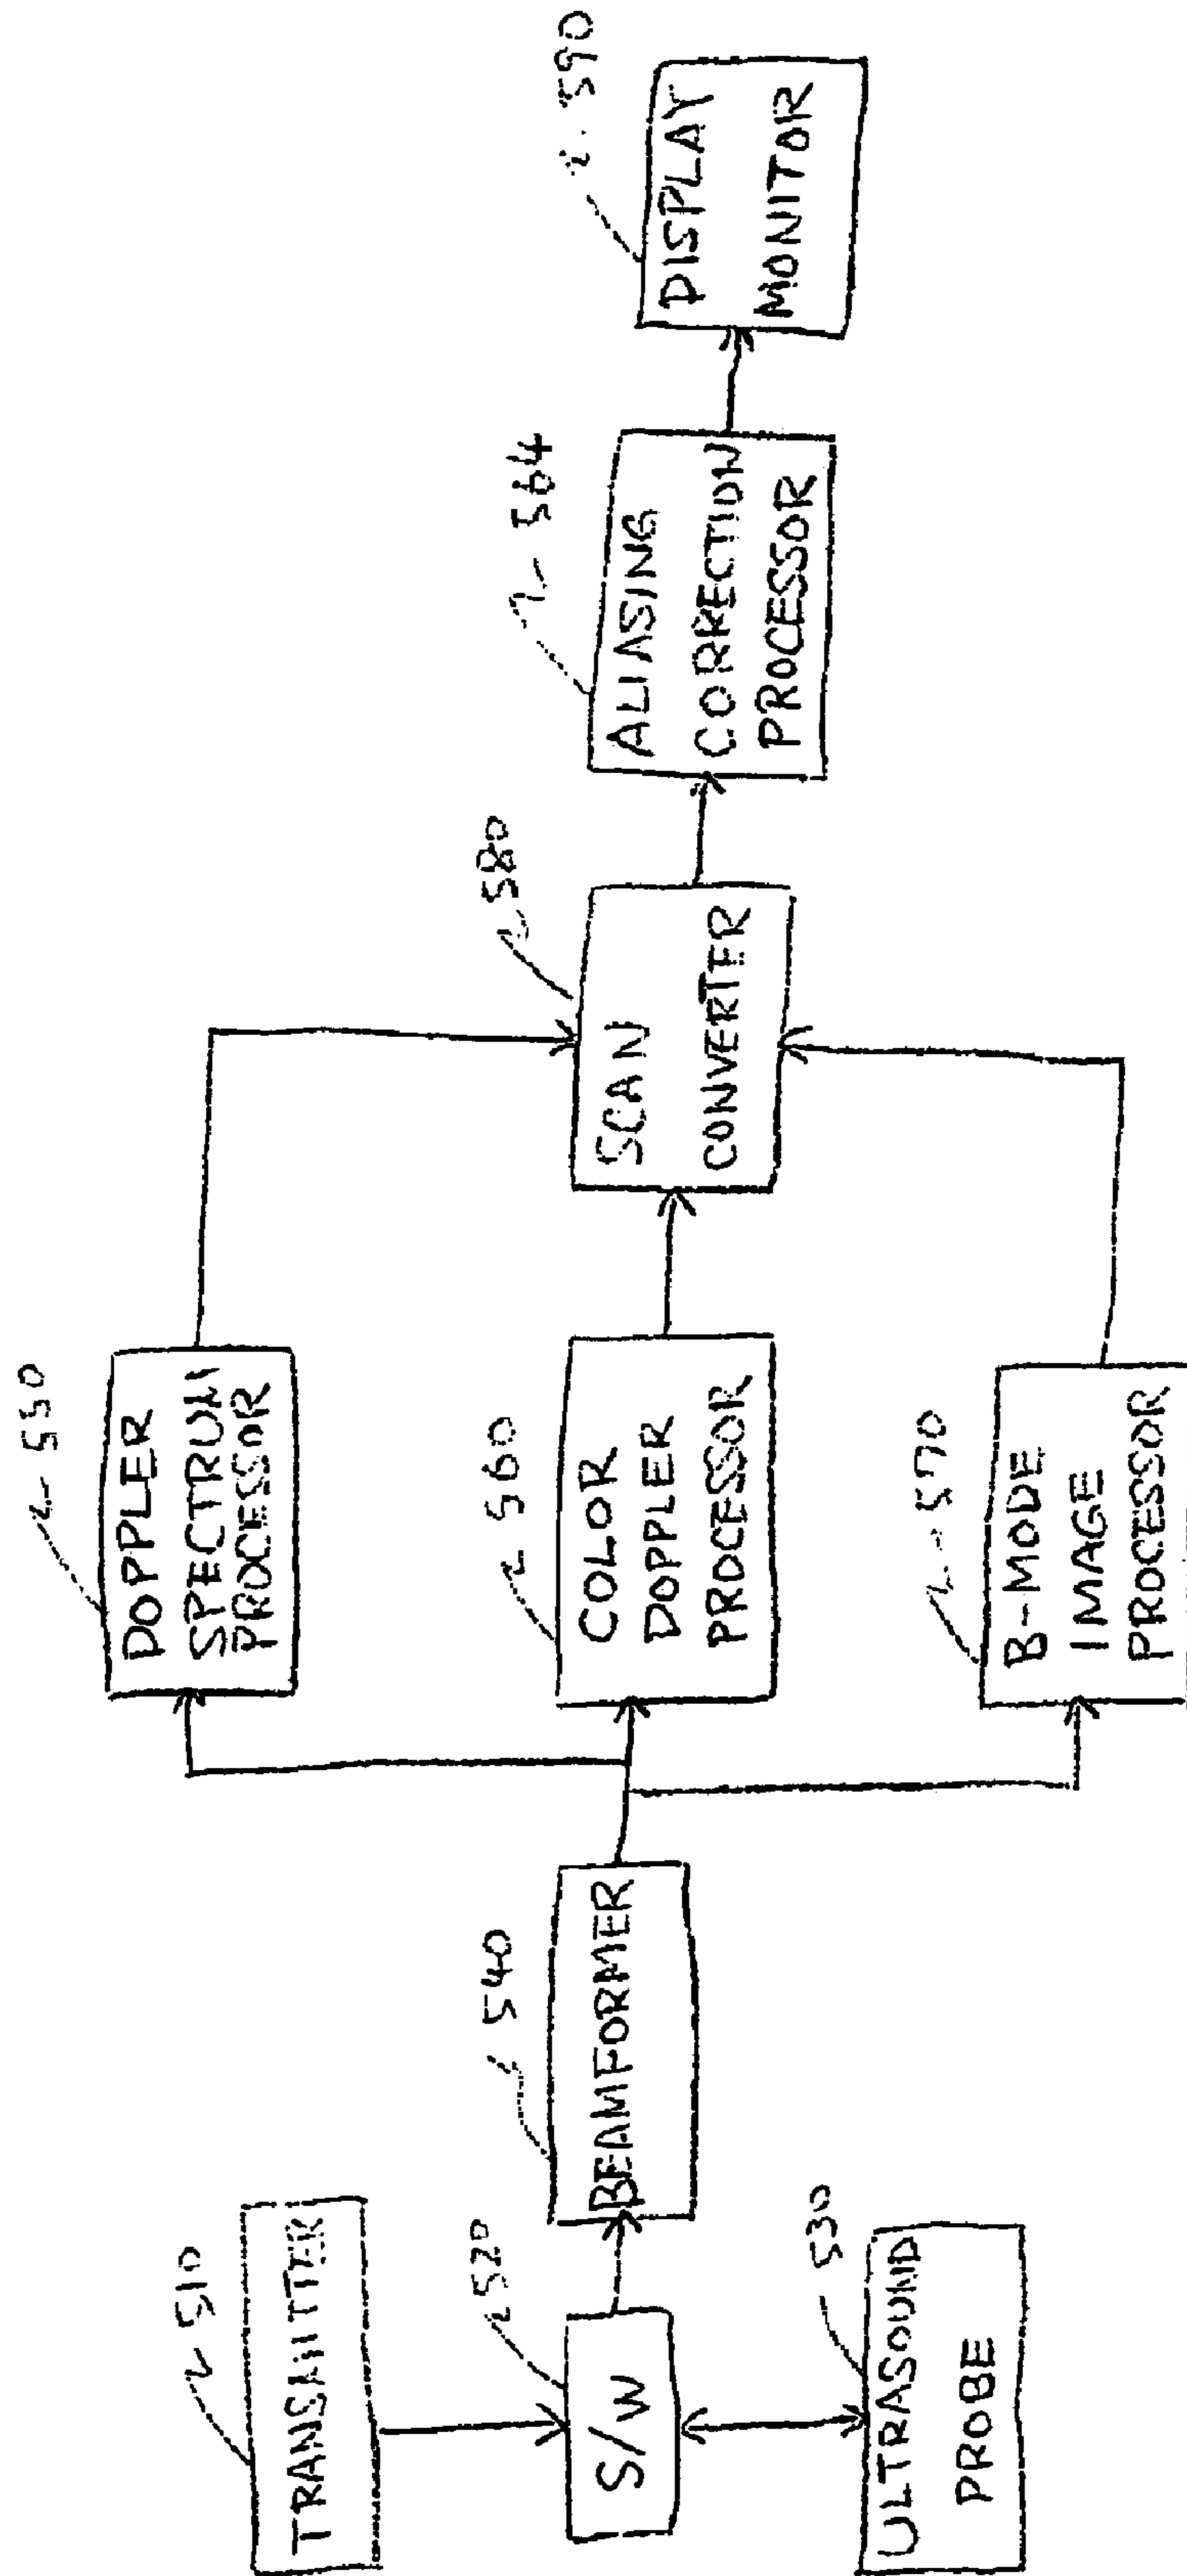 510
TRANSMITTER
520
S/W
530
ULTRASOUND
PROBE
540
BEAMFORMER
550
DOPPLER
SPECTRUM
PROCESSOR
560
COLOR
DOPPLER
PROCESSOR
570
B-MODE
IMAGE
PROCESSOR
580
SCAN
CONVERTER
564
ALIASING
CORRECTION
PROCESSOR
590
DISPLAY
MONITOR